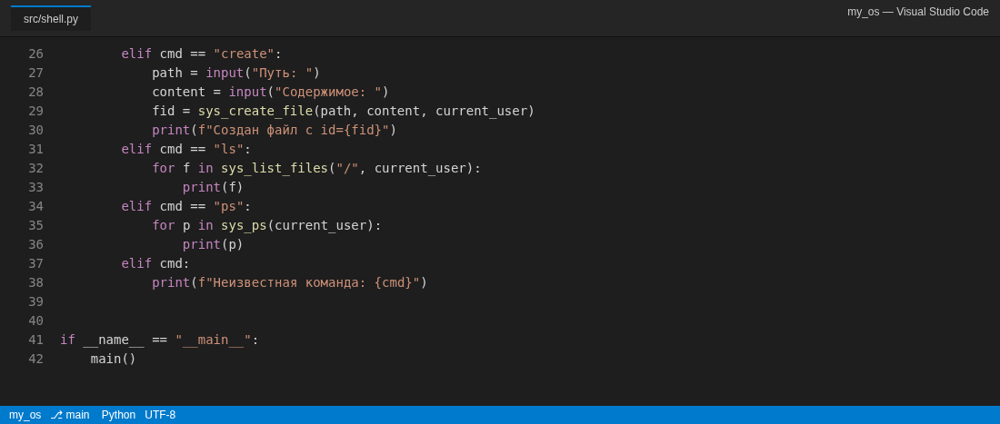 src/shell.py
my_os — Visual Studio Code
26         elif cmd == "create":
27             path = input("Путь: ")
28             content = input("Содержимое: ")
29             fid = sys_create_file(path, content, current_user)
30             print(f"Создан файл с id={fid}")
31         elif cmd == "ls":
32             for f in sys_list_files("/", current_user):
33                 print(f)
34         elif cmd == "ps":
35             for p in sys_ps(current_user):
36                 print(p)
37         elif cmd:
38             print(f"Неизвестная команда: {cmd}")
39
40
41 if __name__ == "__main__":
42     main()
my_os ⎇ main Python UTF-8